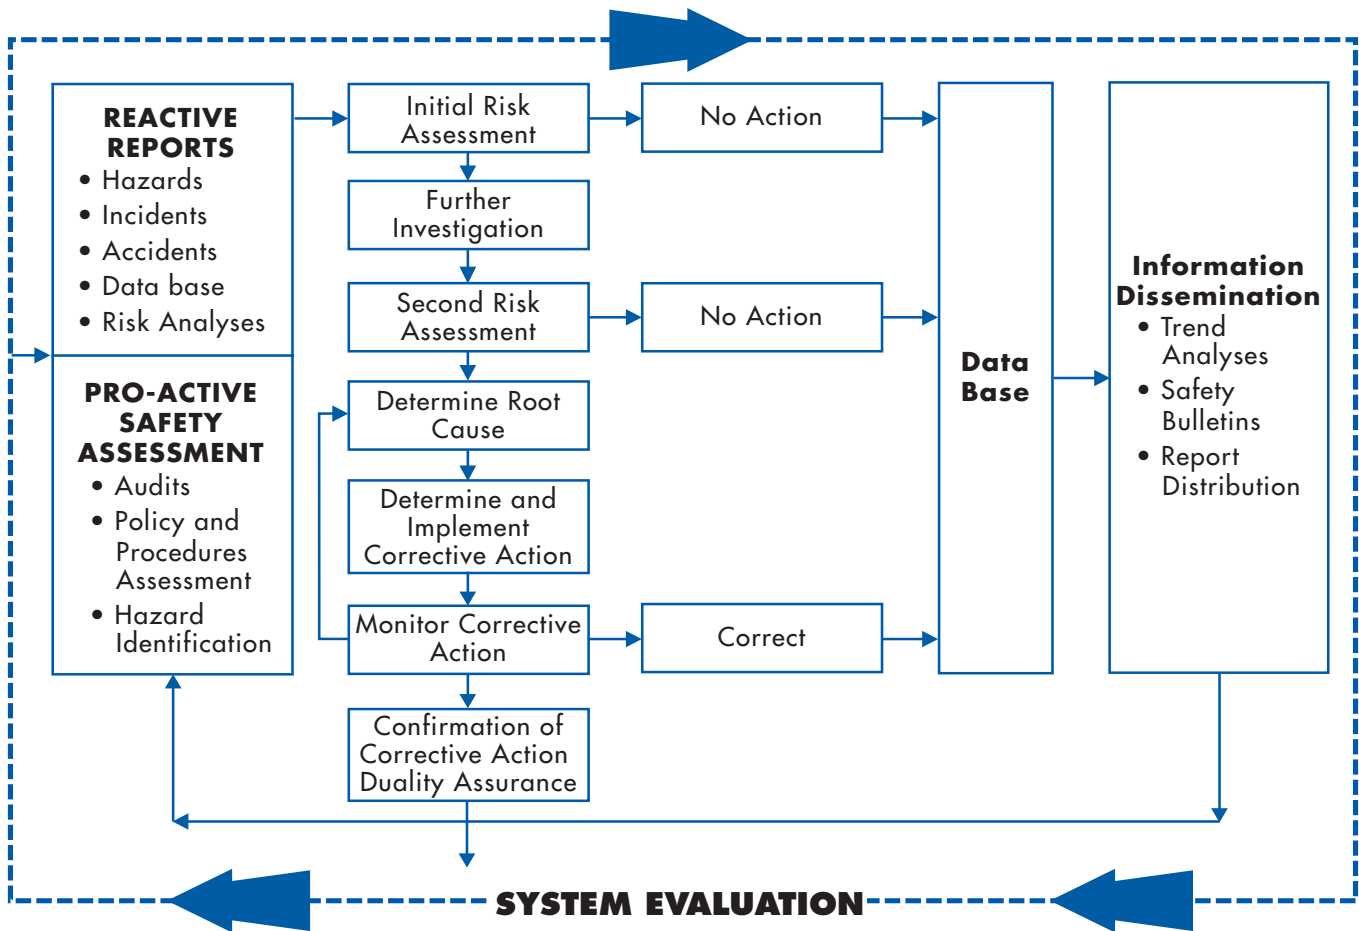 REACTIVE
REPORTS
• Hazards
• Incidents
• Accidents
• Data base
• Risk Analyses
PRO-ACTIVE
SAFETY
ASSESSMENT
• Audits
• Policy and
Procedures
Assessment
• Hazard
Identification
Initial Risk
Assessment
No Action
Further
Investigation
Second Risk
Assessment
No Action
Determine Root
Cause
Determine and
Implement
Corrective Action
Monitor Corrective
Action
Correct
Confirmation of
Corrective Action
Duality Assurance
Data
Base
Information
Dissemination
• Trend
Analyses
• Safety
Bulletins
• Report
Distribution
SYSTEM EVALUATION